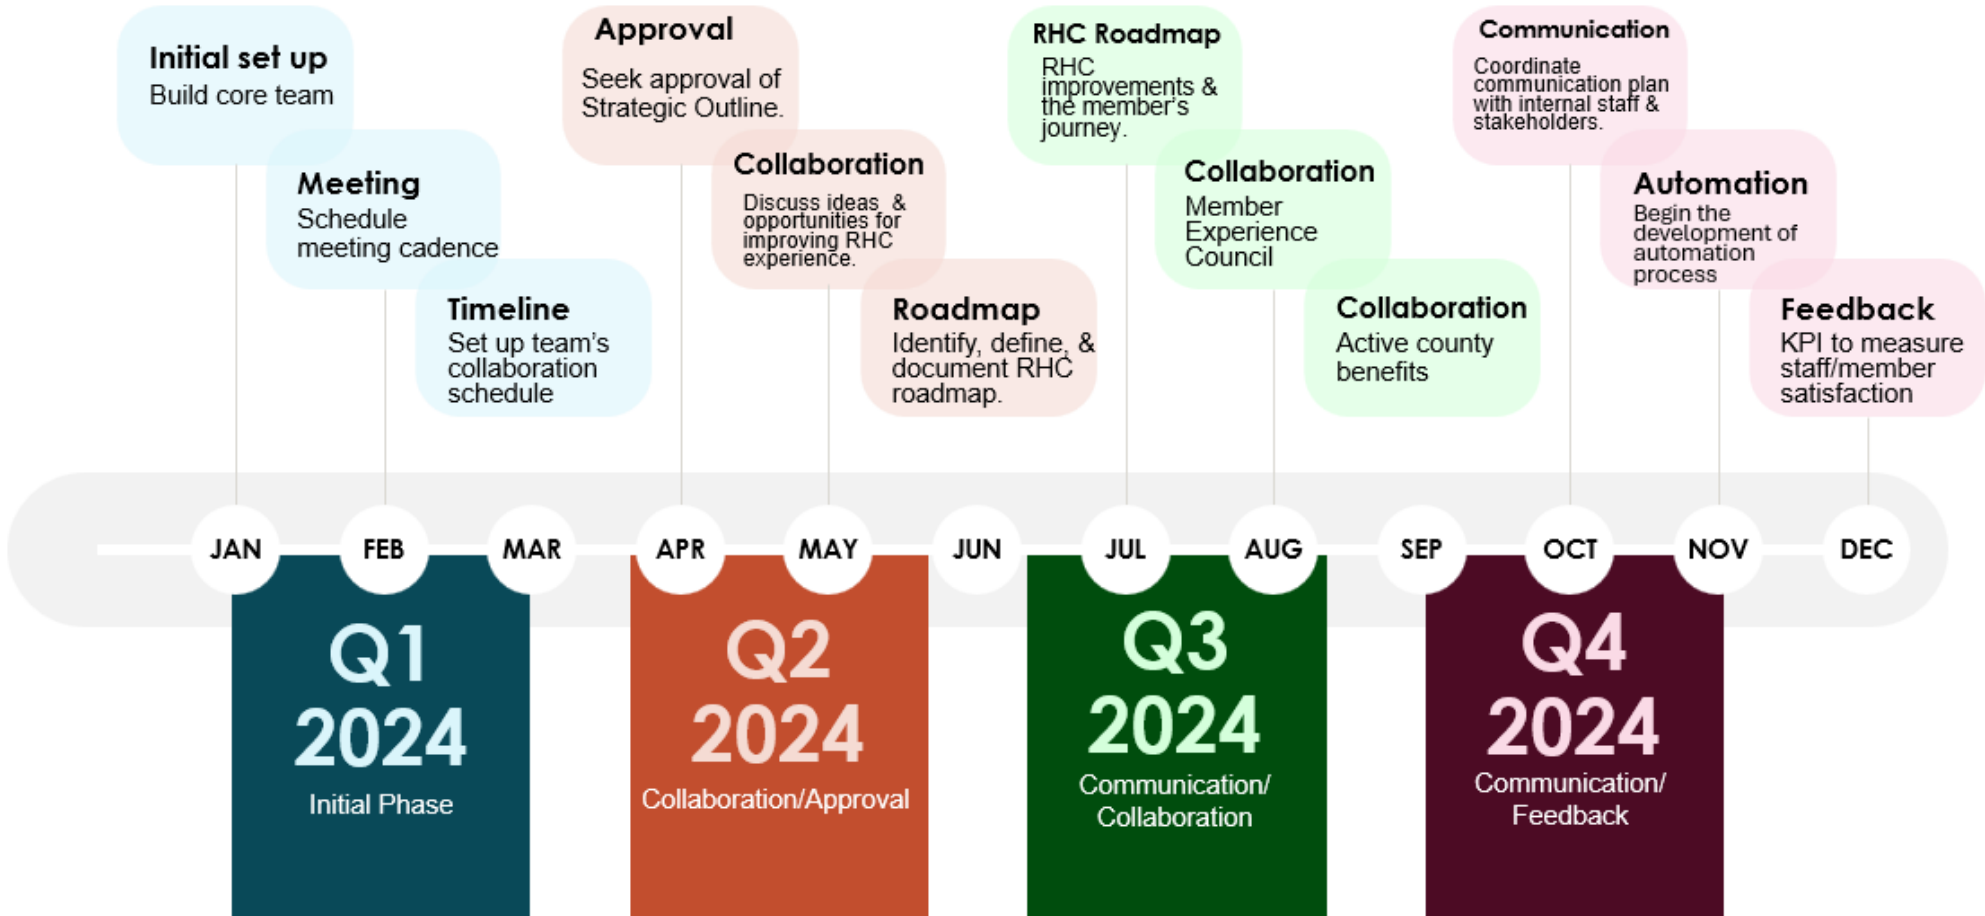 Initial set up
Build core team
Meeting
Schedule
meeting cadence
Timeline
Set up team’s
collaboration
schedule
Approval
Seek approval of
Strategic Outline.
Collaboration
Discuss ideas &
opportunities for
improving RHC
experience.
Roadmap
Identify, define, &
document RHC
roadmap.
RHC Roadmap
RHC
improvements &
the member’s
journey.
Collaboration
Member
Experience
Council
Collaboration
Active county
benefits
Communication
Coordinate
communication plan
with internal staff &
stakeholders.
Automation
Begin the
development of
automation
process
Feedback
KPI to measure
staff/member
satisfaction
JAN FEB MAR APR MAY JUN JUL AUG SEP OCT NOV DEC
Q1
2024
Initial Phase
Q2
2024
Collaboration/Approval
Q3
2024
Communication/
Collaboration
Q4
2024
Communication/
Feedback